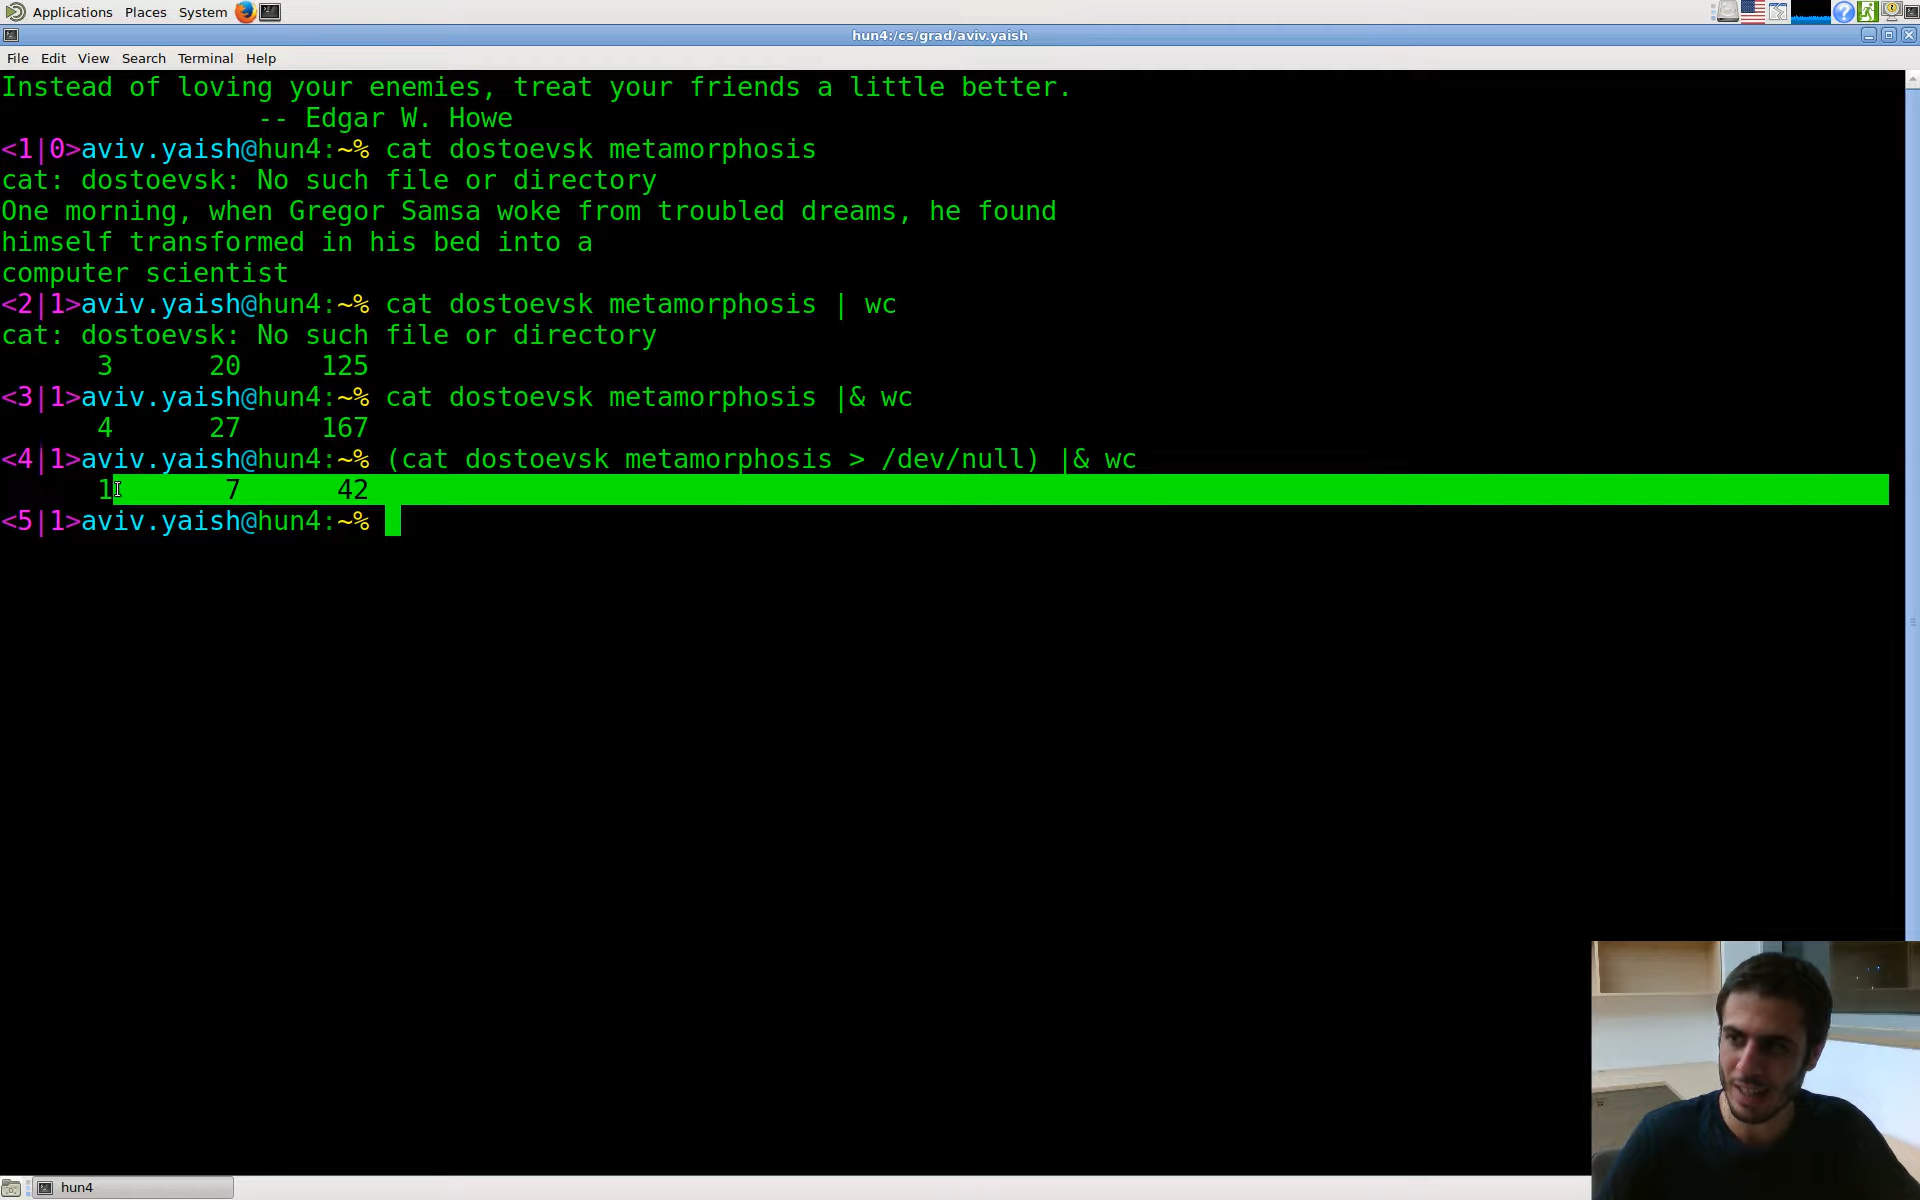 Applications Places System
hun4:/cs/grad/aviv.yaish
File Edit View Search Terminal Help
Instead of loving your enemies, treat your friends a little better.
-- Edgar W. Howe
<1|0>aviv.yaish@hun4:~% cat dostoevsk metamorphosis
cat: dostoevsk: No such file or directory
One morning, when Gregor Samsa woke from troubled dreams, he found
himself transformed in his bed into a
computer scientist
<2|1>aviv.yaish@hun4:~% cat dostoevsk metamorphosis | wc
cat: dostoevsk: No such file or directory
3 20 125
<3|1>aviv.yaish@hun4:~% cat dostoevsk metamorphosis |& wc
4 27 167
<4|1>aviv.yaish@hun4:~% (cat dostoevsk metamorphosis > /dev/null) |& wc
1 7 42
<5|1>aviv.yaish@hun4:~%
hun4